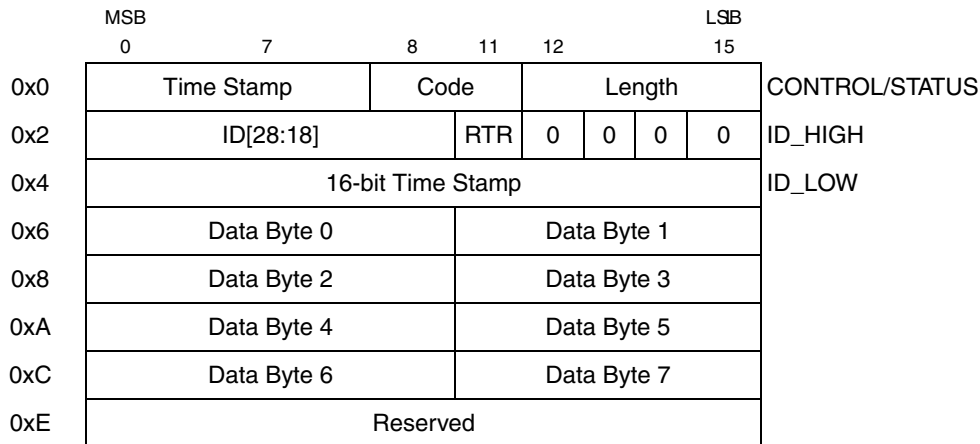 MSB LSB
0 7 8 11 12 15
0x0 Time Stamp Code Length CONTROL/STATUS
0x2 ID[28:18] RTR 0 0 0 0 ID_HIGH
0x4 16-bit Time Stamp ID_LOW
0x6 Data Byte 0 Data Byte 1
0x8 Data Byte 2 Data Byte 3
0xA Data Byte 4 Data Byte 5
0xC Data Byte 6 Data Byte 7
0xE Reserved